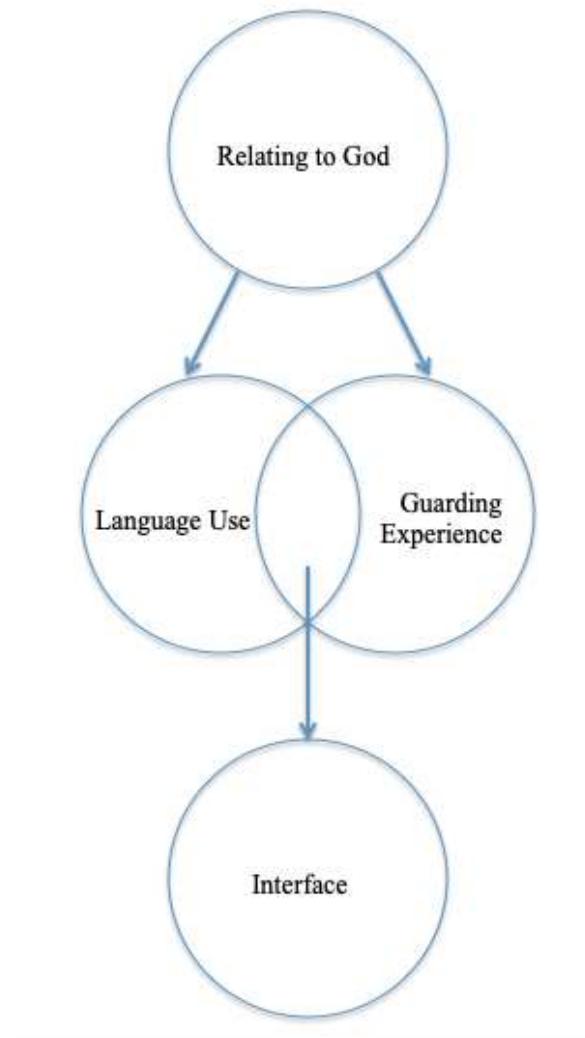 Relating to God
Language Use
Guarding
Experience
Interface